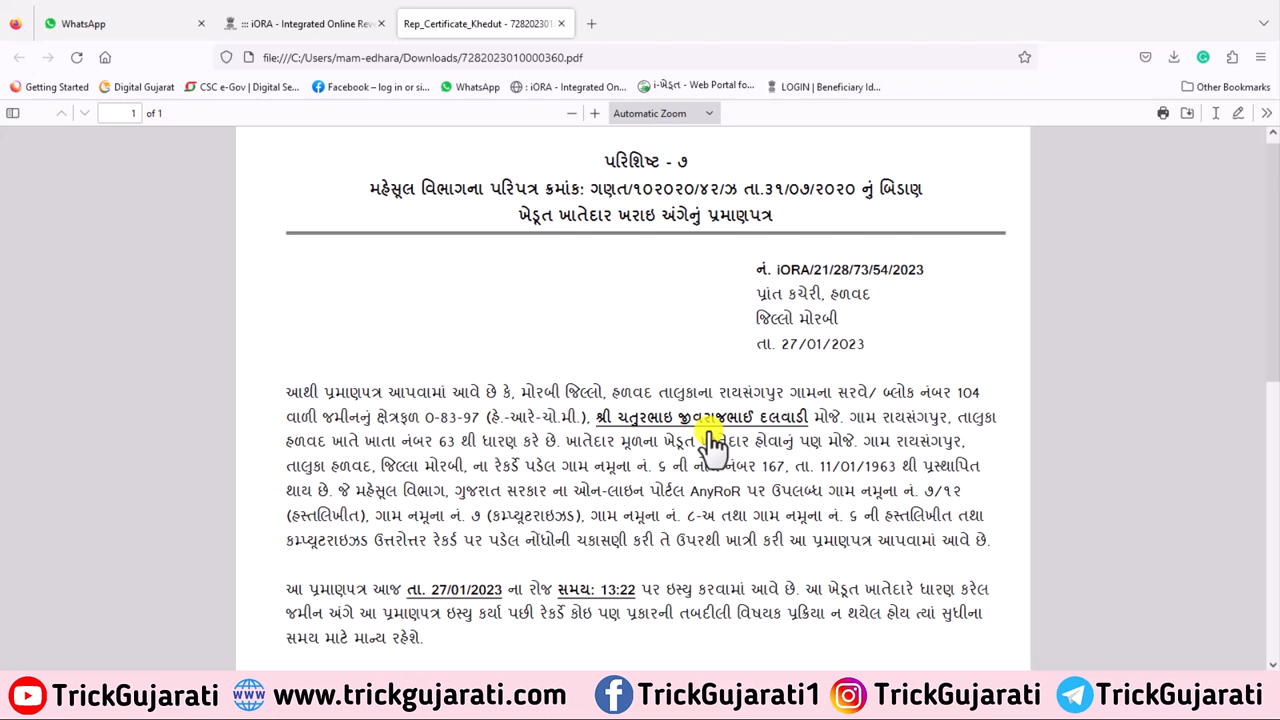 WhatsApp
::: iORA - Integrated Online Reve
Rep_Certificate_Khedut - 728202301
file:///C:/Users/mam-edhara/Downloads/7282023010000360.pdf
Getting Started
Digital Gujarat
CSC e-Gov | Digital Se...
Facebook – log in or si...
WhatsApp
: iORA - Integrated On...
i-ખેડૂત - Web Portal fo...
LOGIN | Beneficiary Id...
Other Bookmarks
1 of 1
Automatic Zoom
પરિશિષ્ટ - ૭
મહેસૂલ વિભાગના પરિપત્ર ક્રમાંક: ગણત/૧૦૨૦૨૦/૪૨/ઝ તા.૩૧/૦૭/૨૦૨૦ નું બિડાણ
ખેડૂત ખાતેદાર ખરાઇ અંગેનું પ્રમાણપત્ર
નં. iORA/21/28/73/54/2023
પ્રાંત કચેરી, હળવદ
જિલ્લો મોરબી
તા. 27/01/2023
આથી પ્રમાણપત્ર આપવામાં આવે છે કે, મોરબી જિલ્લો, હળવદ તાલુકાના રાયસંગપુર ગામના સરવે/ બ્લોક નંબર 104
વાળી જમીનનું ક્ષેત્રફળ 0-83-97 (હે.-આરે-ચો.મી.), શ્રી ચતુરભાઇ જીવરાજભાઈ દલવાડી મોજે. ગામ રાયસંગપુર, તાલુકા
હળવદ ખાતે ખાતા નંબર 63 થી ધારણ કરે છે. ખાતેદાર મૂળના ખેડૂત ખાતેદાર હોવાનું પણ મોજે. ગામ રાયસંગપુર,
તાલુકા હળવદ, જિલ્લા મોરબી, ના રેકર્ડે પડેલ ગામ નમૂના નં. ૬ ની નોંધ નંબર 167, તા. 11/01/1963 થી પ્રસ્થાપિત
થાય છે. જે મહેસૂલ વિભાગ, ગુજરાત સરકાર ના ઓન-લાઇન પોર્ટલ AnyRoR પર ઉપલબ્ધ ગામ નમૂના નં. ૭/૧૨
(હસ્તલિખીત), ગામ નમૂના નં. ૭ (કમ્પ્યૂટરાઇઝડ), ગામ નમૂના નં. ૮-અ તથા ગામ નમૂના નં. ૬ ની હસ્તલિખીત તથા
કમ્પ્યૂટરાઇઝડ ઉત્તરોત્તર રેકર્ડ પર પડેલ નોંધોની ચકાસણી કરી તે ઉપરથી ખાત્રી કરી આ પ્રમાણપત્ર આપવામાં આવે છે.
આ પ્રમાણપત્ર આજ તા. 27/01/2023 ના રોજ સમય: 13:22 પર ઇસ્યુ કરવામાં આવે છે. આ ખેડૂત ખાતેદારે ધારણ કરેલ
જમીન અંગે આ પ્રમાણપત્ર ઇસ્યુ કર્યા પછી રેકર્ડે કોઇ પણ પ્રકારની તબદીલી વિષયક પ્રક્રિયા ન થયેલ હોય ત્યાં સુધીના
સમય માટે માન્ય રહેશે.
TrickGujarati
www.trickgujarati.com
TrickGujarati1
TrickGujarati
TrickGujarati